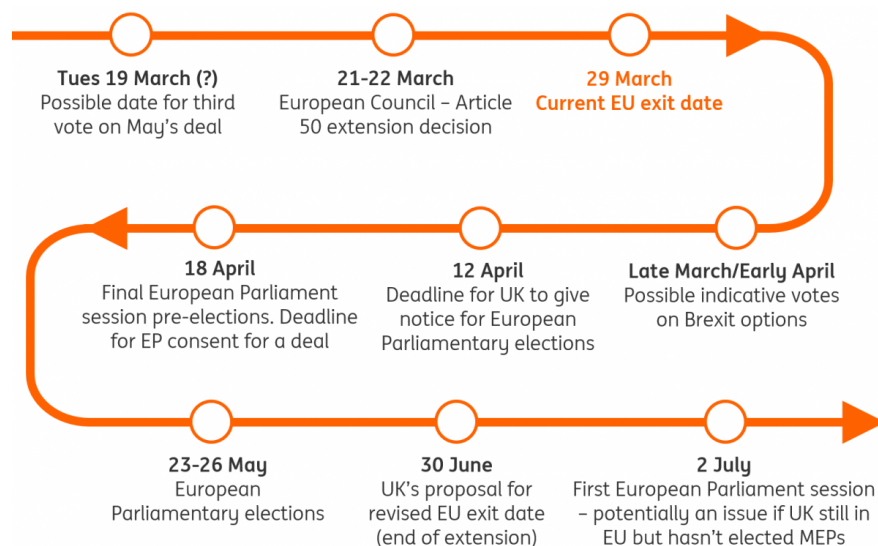 Tues 19 March (?)
Possible date for third
vote on May's deal
21-22 March
European Council – Article
50 extension decision
29 March
Current EU exit date
Late March/Early April
Possible indicative votes
on Brexit options
12 April
Deadline for UK to give
notice for European
Parliamentary elections
18 April
Final European Parliament
session pre-elections. Deadline
for EP consent for a deal
23-26 May
European
Parliamentary elections
30 June
UK's proposal for
revised EU exit date
(end of extension)
2 July
First European Parliament session
– potentially an issue if UK still in
EU but hasn't elected MEPs